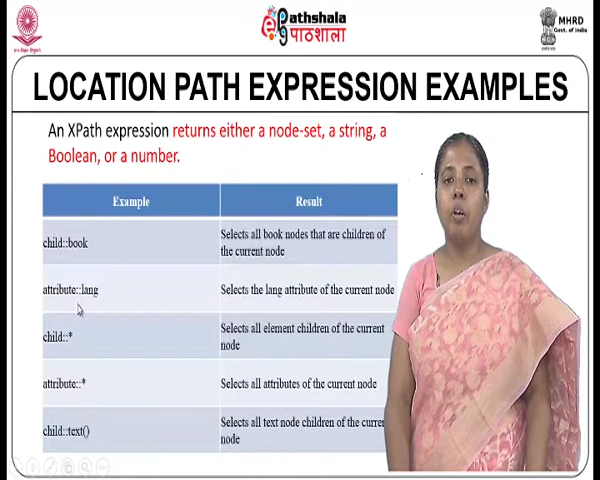 Pathshala
पाठशाला
MHRD
Govt. of India
LOCATION PATH EXPRESSION EXAMPLES
An XPath expression returns either a node-set, a string, a
Boolean, or a number.
Example Result
child::book
Selects all book nodes that are children of
the current node
attribute::lang
Selects the lang attribute of the current node
child::*
Selects all element children of the current
node
attribute::*
Selects all attributes of the current node
child::text()
Selects all text node children of the curren
node